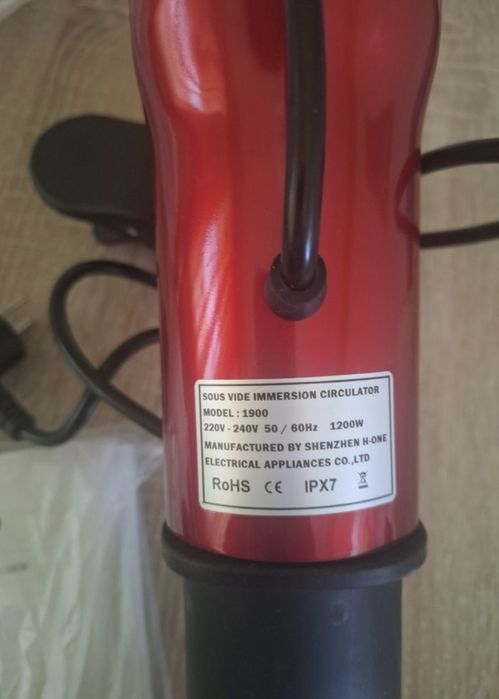 SOUS VIDE IMMERSION CIRCULATOR
MODEL : 1900
220V - 240V 50 / 60Hz 1200W
MANUFACTURED BY SHENZHEN H-ONE
ELECTRICAL APPLIANCES CO.,LTD
RoHS CE IPX7